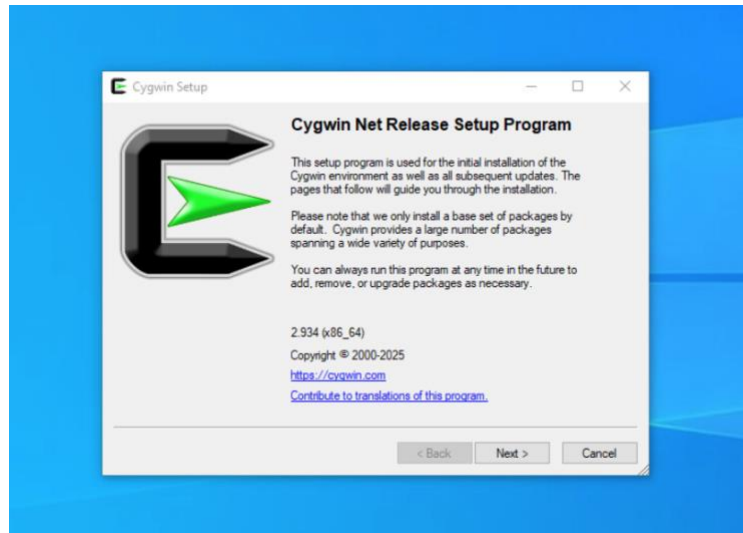 Cygwin Setup
Cygwin Net Release Setup Program
This setup program is used for the initial installation of the
Cygwin environment as well as all subsequent updates. The
pages that follow will guide you through the installation.
Please note that we only install a base set of packages by
default. Cygwin provides a large number of packages
spanning a wide variety of purposes.
You can always run this program at any time in the future to
add, remove, or upgrade packages as necessary.
2.934 (x86_64)
Copyright © 2000-2025
https://cygwin.com
Contribute to translations of this program.
< Back Next > Cancel